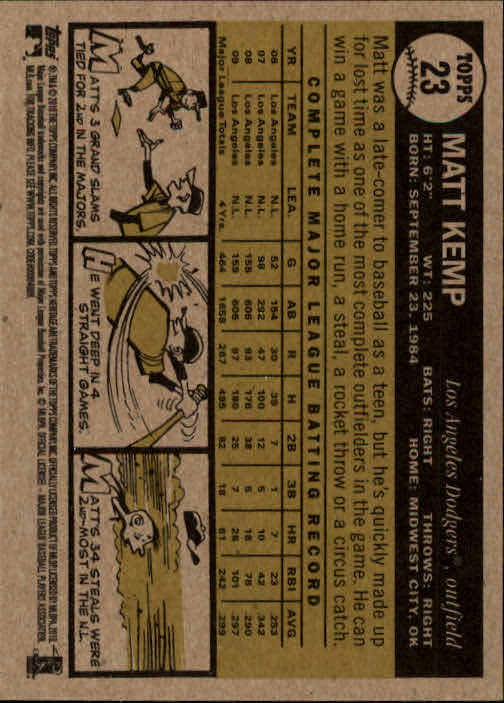 TOPPS
23
MATT KEMP
Los Angeles Dodgers®, outfield
HT: 6'2" WT: 225 BATS: RIGHT THROWS: RIGHT
BORN: SEPTEMBER 23, 1984 HOME: MIDWEST CITY, OK
Matt was a late-comer to baseball as a teen, but he's quickly made up
for lost time as one of the most complete outfielders in the game. He can
win a game with a home run, a steal, a rocket throw or a circus catch.
COMPLETE MAJOR LEAGUE BATTING RECORD
YR TEAM LEA. G AB R H 2B 3B HR RBI AVG
06 Los Angeles N.L. 52 154 30 39 7 1 7 23 .253
07 Los Angeles N.L. 98 292 47 100 12 5 10 42 .342
08 Los Angeles N.L. 155 606 93 176 38 5 18 76 .290
09 Los Angeles N.L. 159 606 97 180 25 7 26 101 .297
Major League Totals 4 Yrs. 464 1658 267 495 82 18 61 242 .299
MATT'S 3 GRAND SLAMS
TIED FOR 2ND IN THE MAJORS.
HE WENT DEEP IN 4
STRAIGHT GAMES.
MATT'S 34 STEALS WERE
2ND-MOST IN THE N.L.
Topps